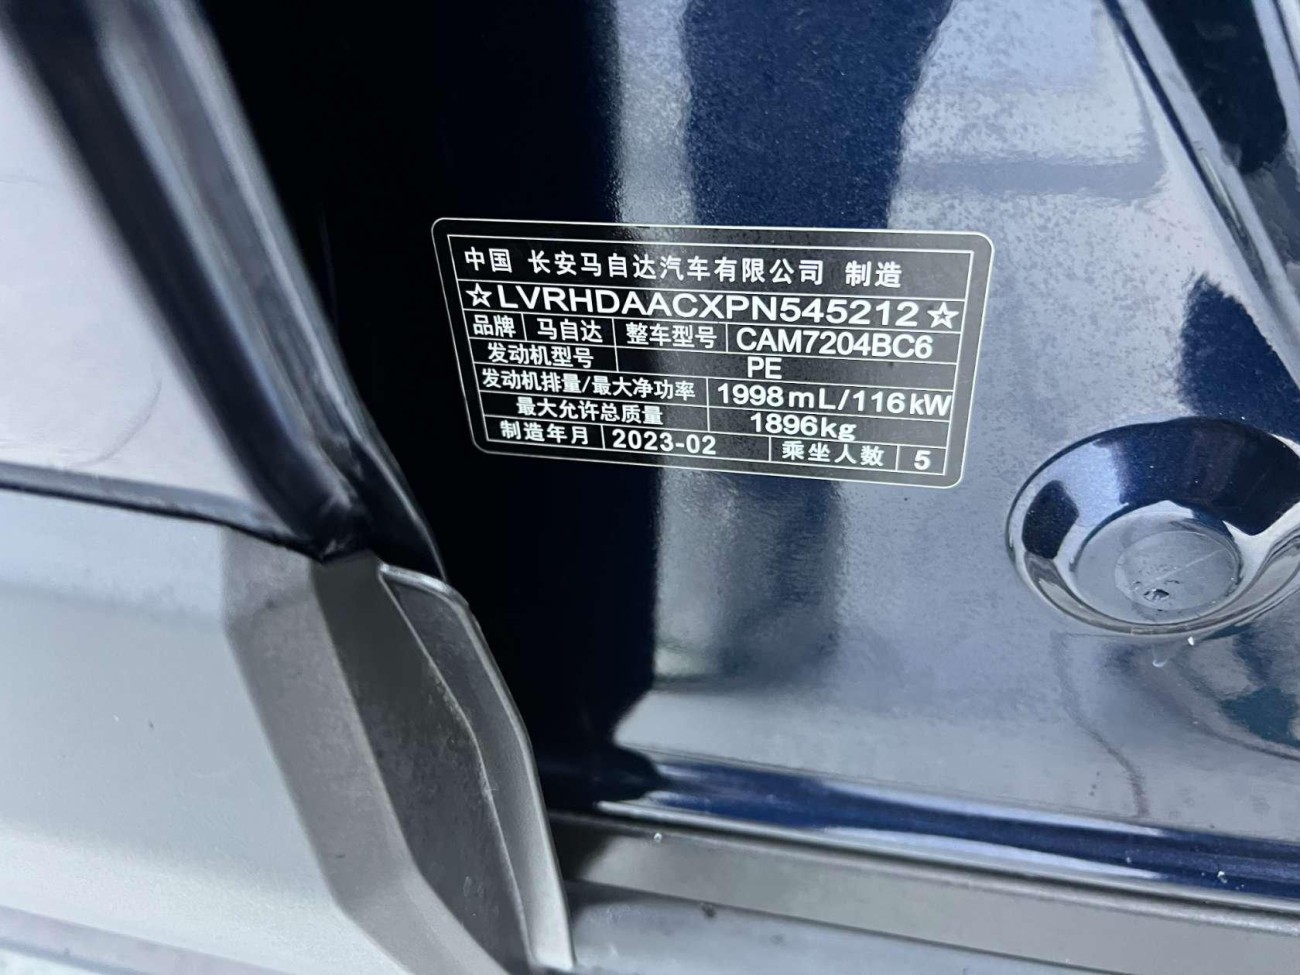 中国 长安马自达汽车有限公司 制造
☆LVRHDAACXPN545212☆
品牌 马自达 整车型号 CAM7204BC6
发动机型号 PE
发动机排量/最大净功率 1998mL/116kW
最大允许总质量 1896kg
制造年月 2023-02 乘坐人数 5